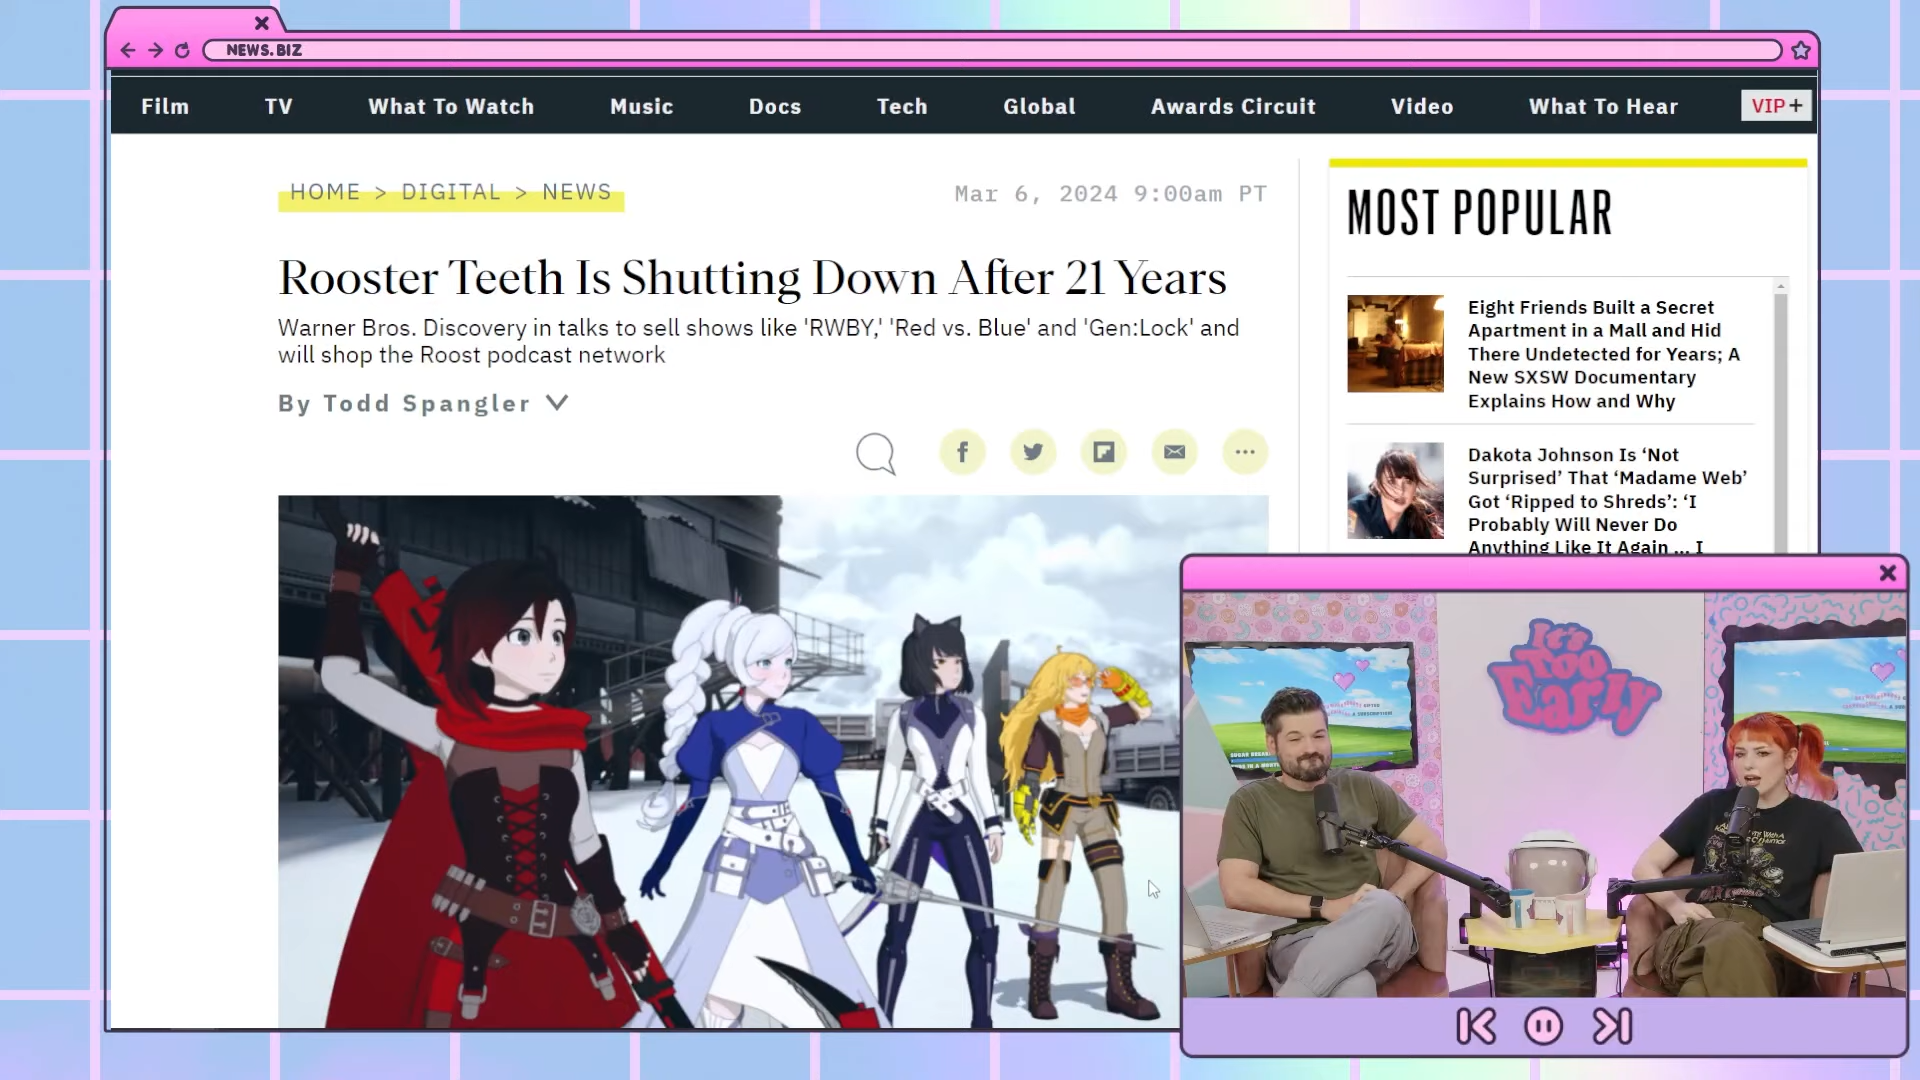 NEWS.BIZ
Film TV What To Watch Music Docs Tech Global Awards Circuit Video What To Hear VIP+
HOME > DIGITAL > NEWS
Mar 6, 2024 9:00am PT
Rooster Teeth Is Shutting Down After 21 Years
Warner Bros. Discovery in talks to sell shows like 'RWBY,' 'Red vs. Blue' and 'Gen:Lock' and
will shop the Roost podcast network
By Todd Spangler
MOST POPULAR
Eight Friends Built a Secret
Apartment in a Mall and Hid
There Undetected for Years; A
New SXSW Documentary
Explains How and Why
Dakota Johnson Is ‘Not
Surprised’ That ‘Madame Web’
Got ‘Ripped to Shreds’: ‘I
Probably Will Never Do
Anything Like It Again ... I
It's
Too
Early